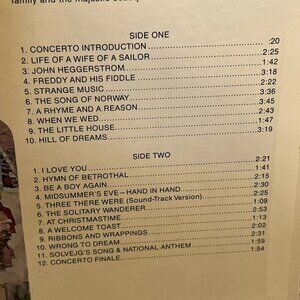 family and the majestic beauty
SIDE ONE
1. CONCERTO INTRODUCTION :20
2. LIFE OF A WIFE OF A SAILOR 2:25
3. JOHN HEGGERSTROM 1:42
4. FREDDY AND HIS FIDDLE 3:18
5. STRANGE MUSIC 2:22
6. THE SONG OF NORWAY 3:36
7. A RHYME AND A REASON 3:45
8. WHEN WE WED 2:43
9. THE LITTLE HOUSE 1:47
10. HILL OF DREAMS 3:19
SIDE TWO
1. I LOVE YOU 2:21
2. HYMN OF BETROTHAL 1:41
3. BE A BOY AGAIN 2:15
4. MIDSUMMER'S EVE—HAND IN HAND 2:30
5. THREE THERE WERE (Sound-Track Version) 2:25
6. THE SOLITARY WANDERER 1:09
7. AT CHRISTMASTIME 1:13
8. A WELCOME TOAST 2:02
9. RIBBONS AND WRAPPINGS 2:31
10. WRONG TO DREAM
11. SOLVEJG'S SONG & NATIONAL ANTHEM 1:59
12. CONCERTO FINALE 1:54